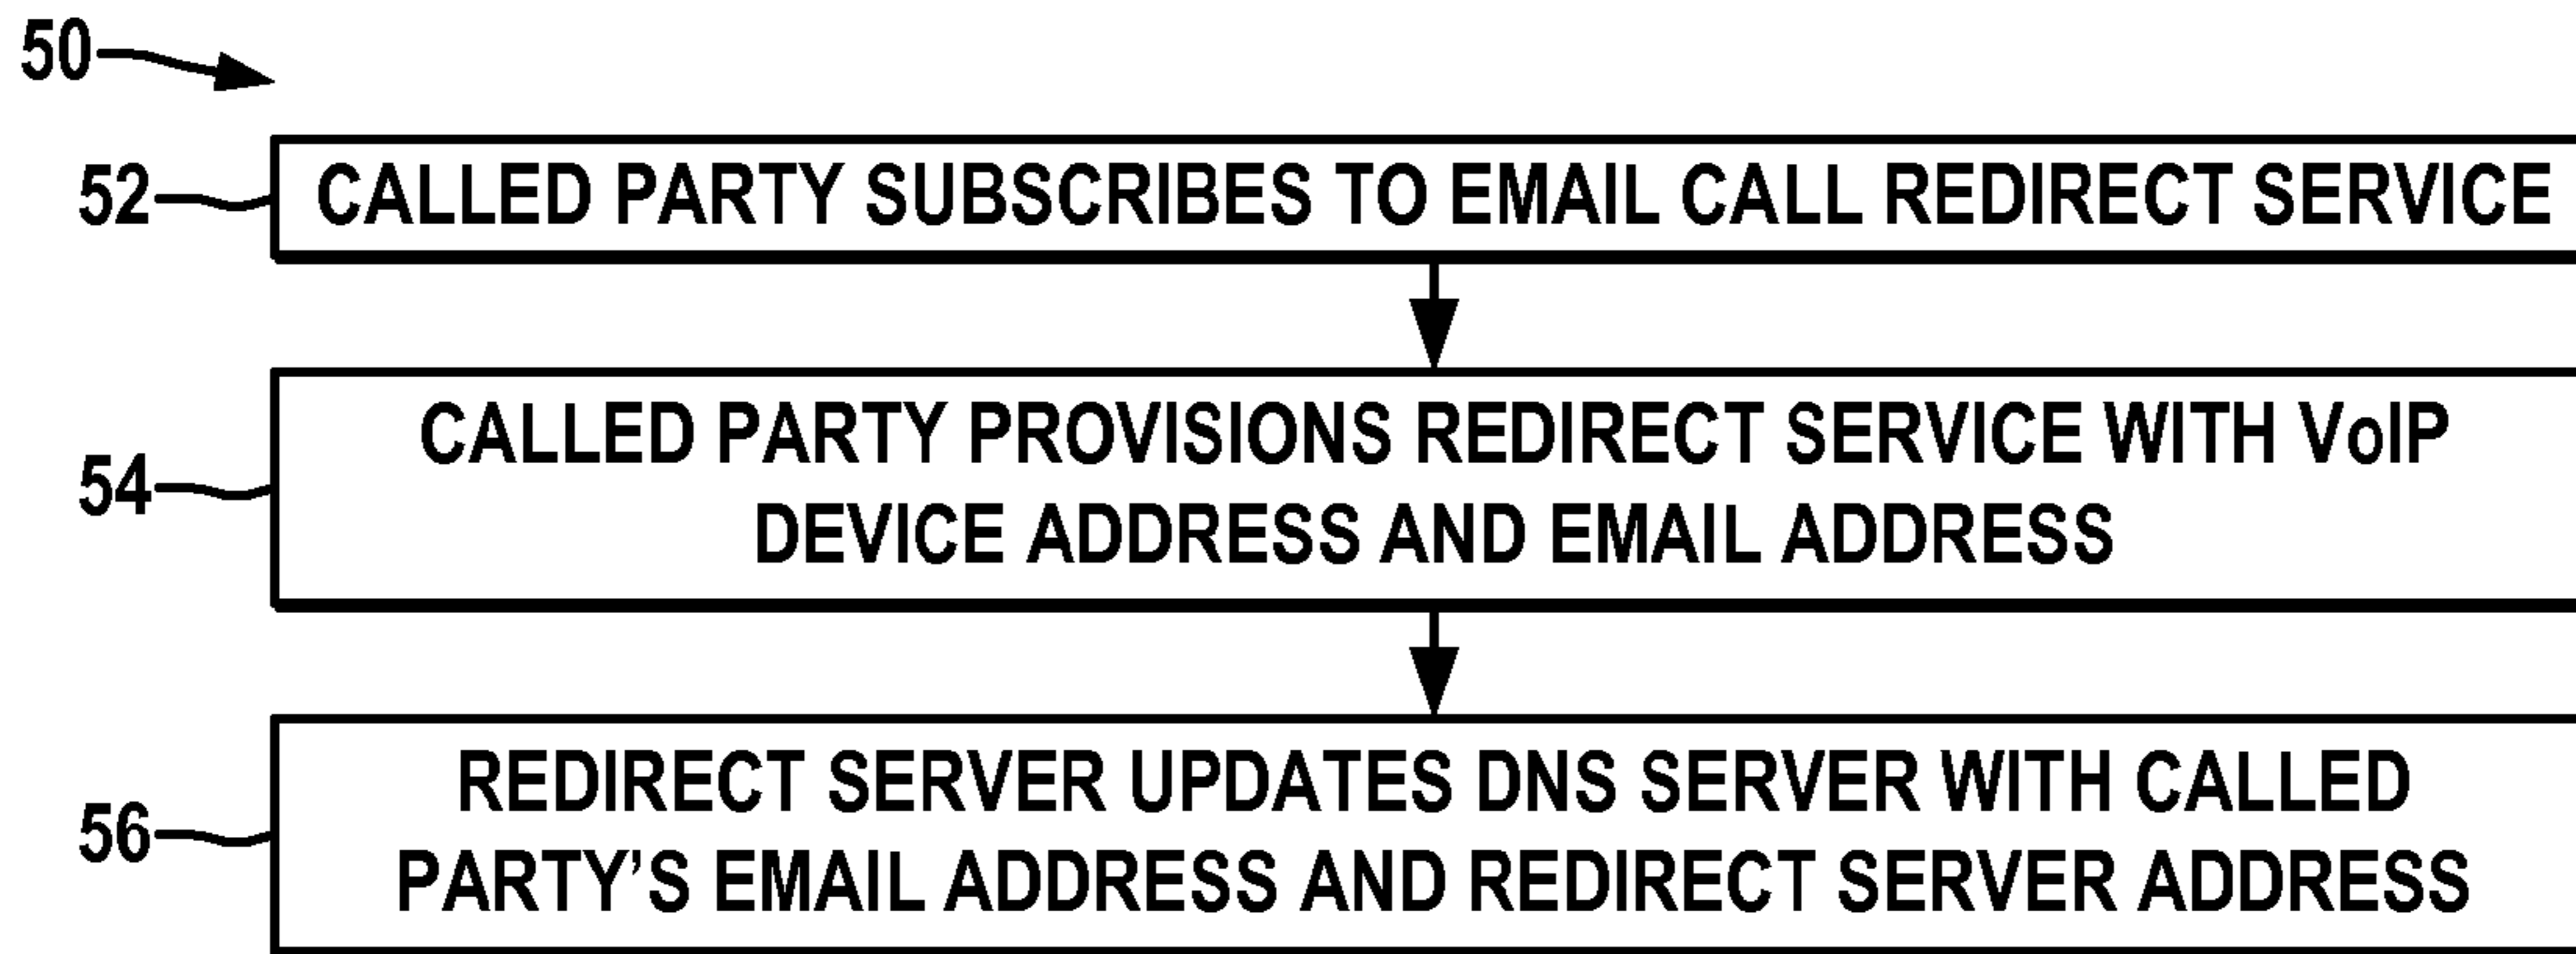 50
52
CALLED PARTY SUBSCRIBES TO EMAIL CALL REDIRECT SERVICE
54
CALLED PARTY PROVISIONS REDIRECT SERVICE WITH VoIP
DEVICE ADDRESS AND EMAIL ADDRESS
56
REDIRECT SERVER UPDATES DNS SERVER WITH CALLED
PARTY’S EMAIL ADDRESS AND REDIRECT SERVER ADDRESS